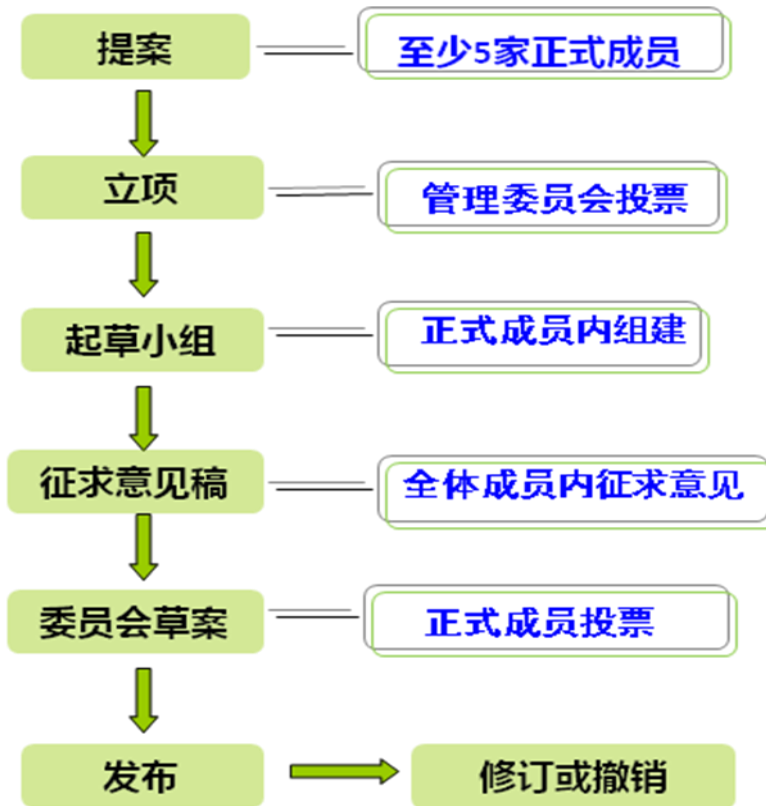 提案
至少5家正式成员
立项
管理委员会投票
起草小组
正式成员内组建
征求意见稿
全体成员内征求意见
委员会草案
正式成员投票
发布
修订或撤销